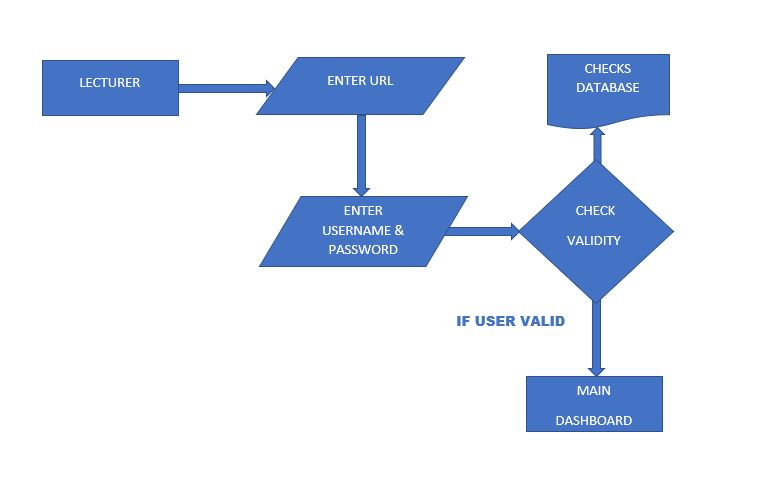 LECTURER
ENTER URL
CHECKS
DATABASE
ENTER
USERNAME &
PASSWORD
CHECK
VALIDITY
IF USER VALID
MAIN
DASHBOARD